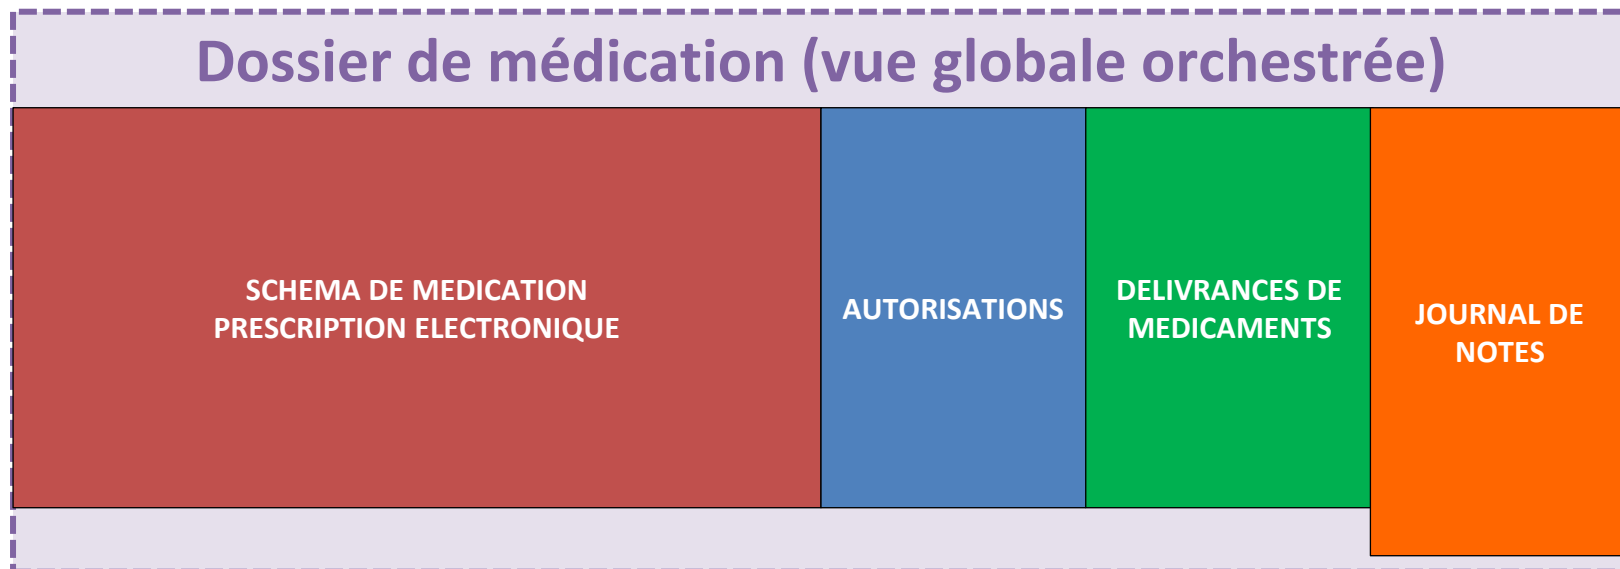 Dossier de médication (vue globale orchestrée)
SCHEMA DE MEDICATION
PRESCRIPTION ELECTRONIQUE
AUTORISATIONS
DELIVRANCES DE
MEDICAMENTS
JOURNAL DE
NOTES